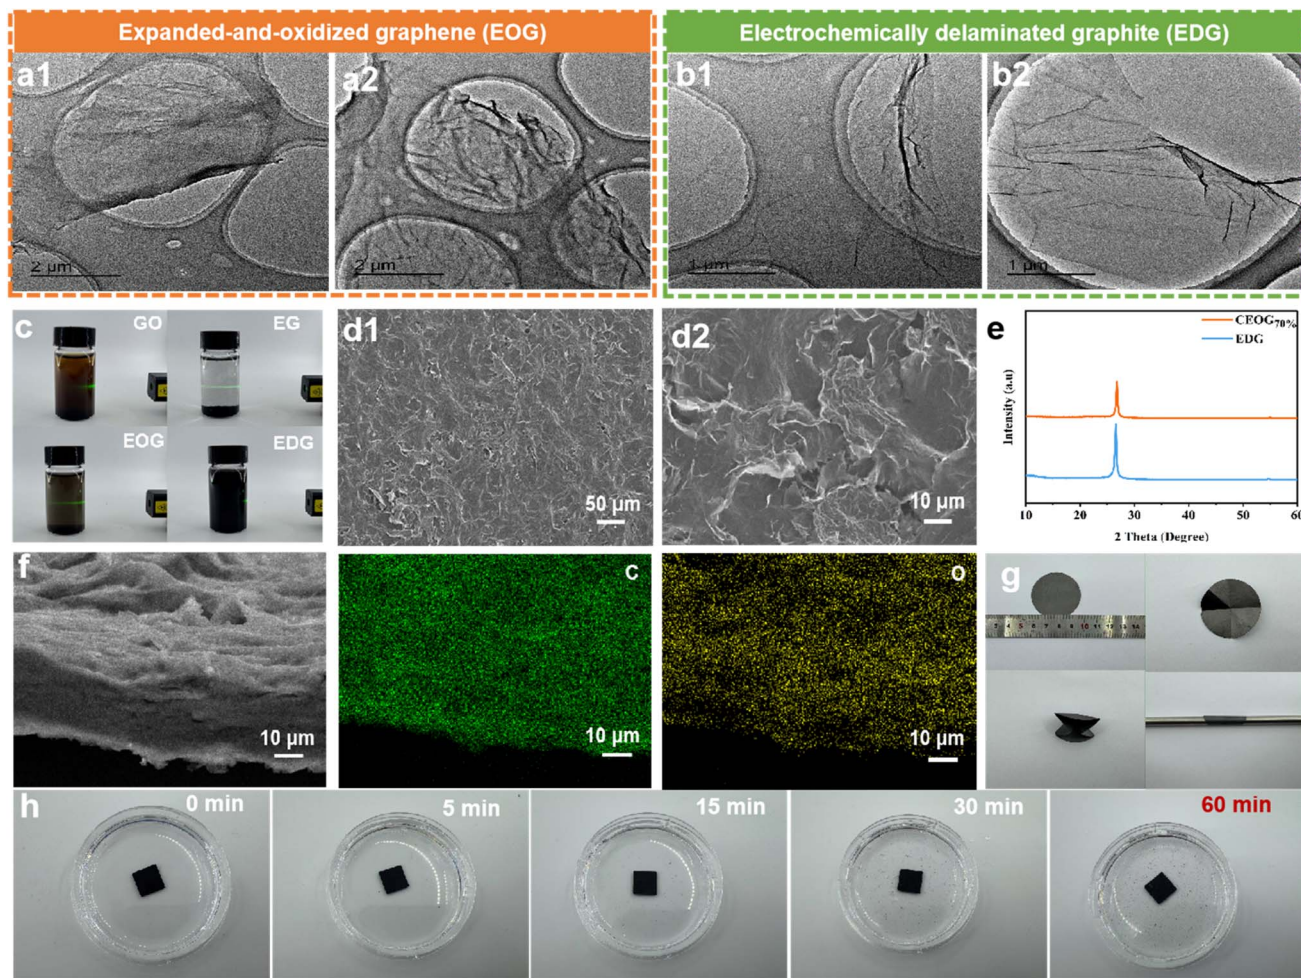 Expanded-and-oxidized graphene (EOG)
Electrochemically delaminated graphite (EDG)
a1
a2
b1
b2
2 μm
2 μm
1 μm
1 μm
c
GO
EG
EOG
EDG
d1
50 μm
d2
10 μm
e
CEOG70%
EDG
Intensity (a.u)
10
20
30
40
50
60
2 Theta (Degree)
f
10 μm
C
10 μm
O
10 μm
g
h
0 min
5 min
15 min
30 min
60 min